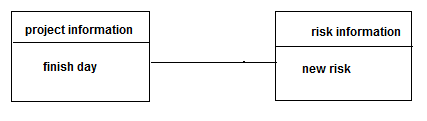 project information
finish day
risk information
new risk